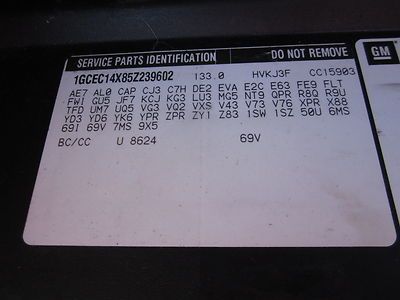 SERVICE PARTS IDENTIFICATION DO NOT REMOVE
GM
1GCEC14X85Z239602 133.0 HVKJ3F CC15903
AE7 AL0 CAP CJ3 C7H DE2 EVA E2C E63 FE9 FLT
FWI GU5 JF7 KCJ KG3 LU3 MG5 NT9 QPR R8Q R9U
TFD UM7 UQ5 VG3 VQ2 VXS V43 V73 V76 XPR X88
YD3 YD6 YK6 YPR ZPR ZY1 Z83 1SW 1SZ 50U 6MS
69I 69V 7MS 9X5
BC/CC U 8624 69V